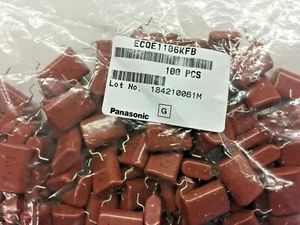 ECQE1106KFB
100 PCS
Lot No. 184210061M
Panasonic G